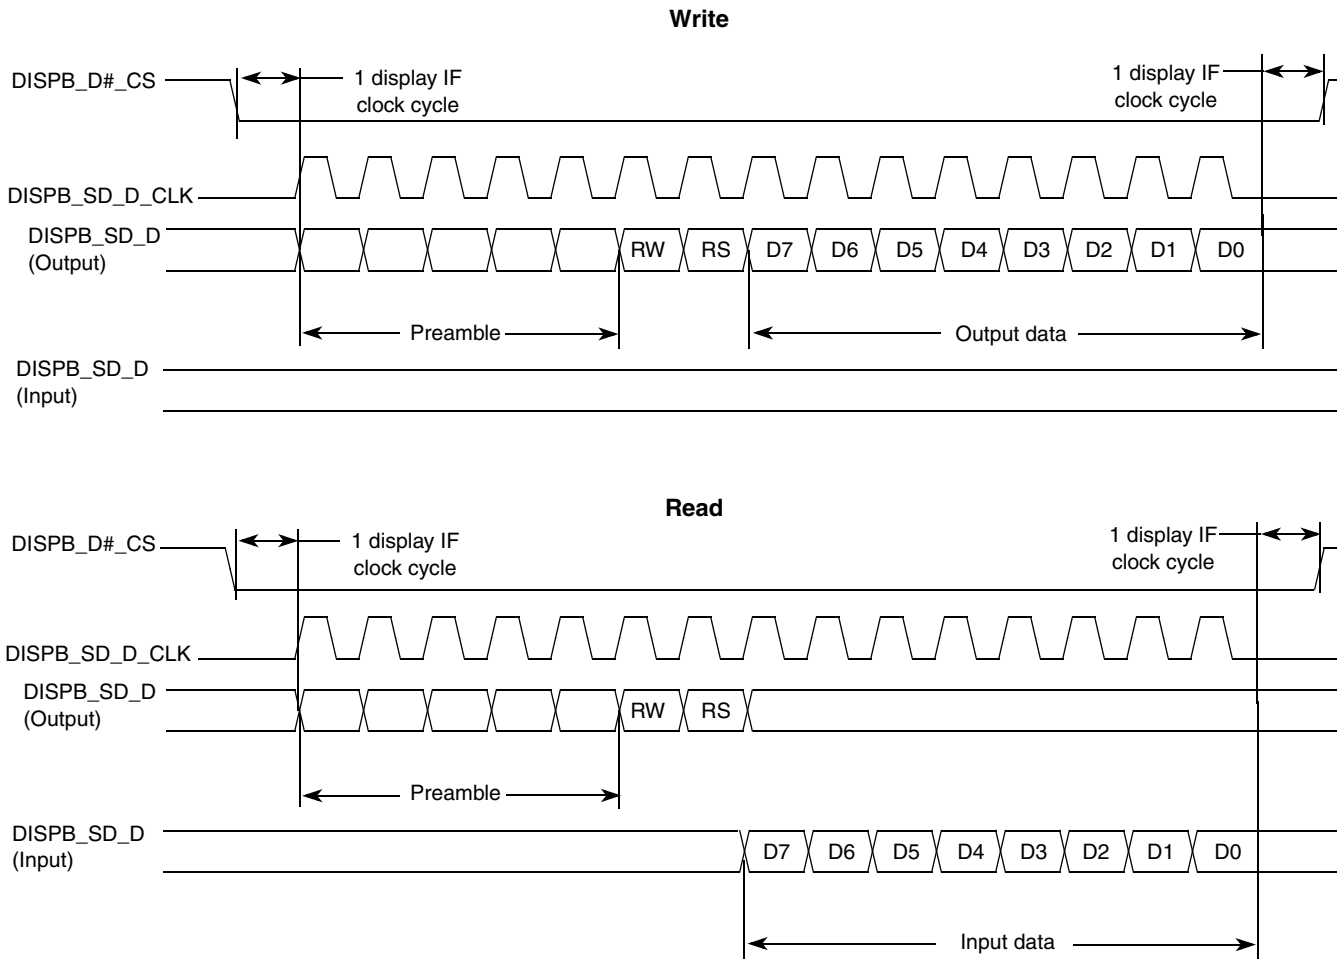 Write
DISPB_D#_CS
1 display IF
clock cycle
1 display IF
clock cycle
DISPB_SD_D_CLK
DISPB_SD_D
(Output)
RW RS D7 D6 D5 D4 D3 D2 D1 D0
Preamble
Output data
DISPB_SD_D
(Input)
Read
DISPB_D#_CS
1 display IF
clock cycle
1 display IF
clock cycle
DISPB_SD_D_CLK
DISPB_SD_D
(Output)
RW RS
Preamble
DISPB_SD_D
(Input)
D7 D6 D5 D4 D3 D2 D1 D0
Input data